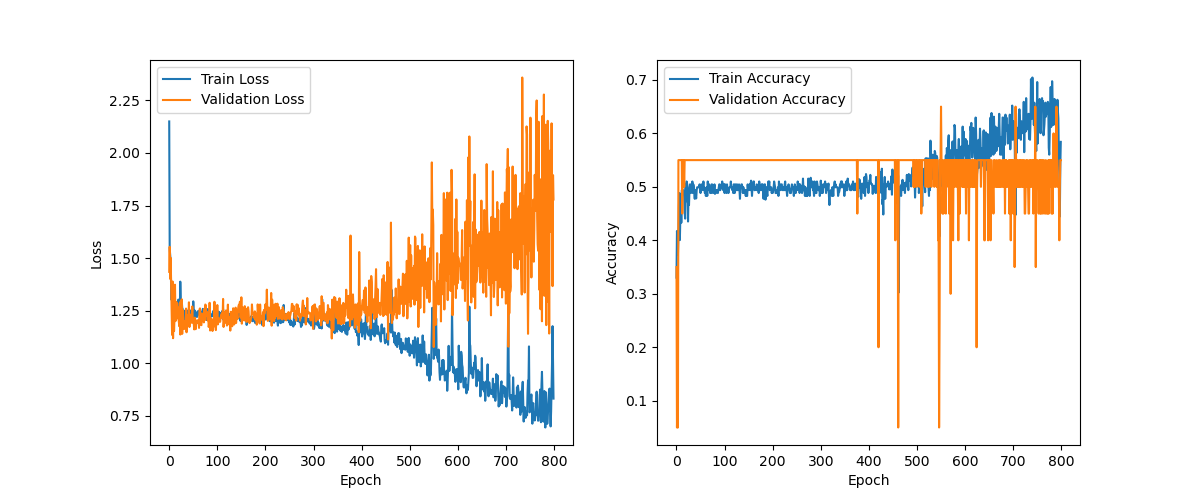 Train Loss
Validation Loss
2.25
2.00
1.75
1.50
1.25
1.00
0.75
Loss
0 100 200 300 400 500 600 700 800
Epoch
Train Accuracy
Validation Accuracy
0.7
0.6
0.5
0.4
0.3
0.2
0.1
Accuracy
0 100 200 300 400 500 600 700 800
Epoch